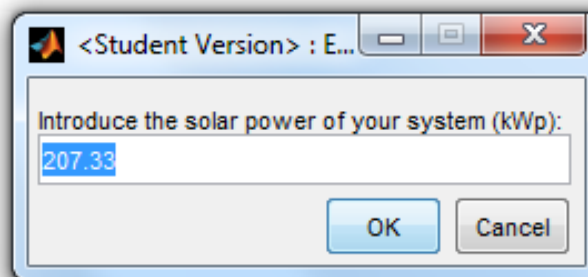 <Student Version> : E...
Introduce the solar power of your system (kWp):
207.33
OK
Cancel